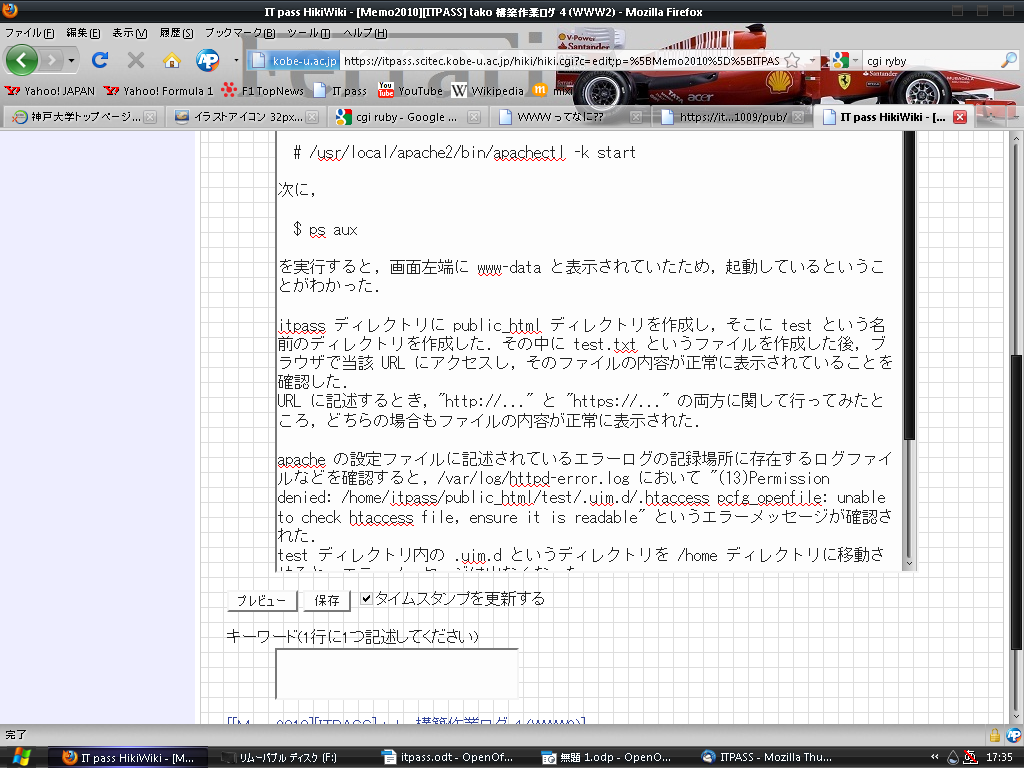 IT pass HikiWiki - [Memo2010][ITPASS] tako 構築作業ログ 4 (WWW2) - Mozilla Firefox
ファイル(F) 編集(E) 表示(V) 履歴(S) ブックマーク(B) ツール(T) ヘルプ(H)
kobe-u.ac.jp https://itpass.scitec.kobe-u.ac.jp/hiki/hiki.cgi?c=edit;p=%5BMemo2010%5D%5BITPAS cgi ryby
Yahoo! JAPAN Yahoo! Formula 1 F1 TopNews IT pass YouTube Wikipedia mixi
神戸大学トップページ... イラストアイコン 32px... cgi ruby - Google ... WWW ってなに?? https://it...1009/pub/ IT pass HikiWiki - [...
# /usr/local/apache2/bin/apachectl -k start
次に，
$ ps aux
を実行すると，画面左端に www-data と表示されていたため，起動しているというこ
とがわかった．
itpass ディレクトリに public_html ディレクトリを作成し，そこに test という名
前のディレクトリを作成した．その中に test.txt というファイルを作成した後，ブ
ラウザで当該 URL にアクセスし，そのファイルの内容が正常に表示されていることを
確認した．
URL に記述するとき，"http://..." と "https://..." の両方に関して行ってみたと
ころ，どちらの場合もファイルの内容が正常に表示された．
apache の設定ファイルに記述されているエラーログの記録場所に存在するログファイ
ルなどを確認すると，/var/log/httpd-error.log において "(13)Permission
denied: /home/itpass/public_html/test/.yim.d/.htaccess pcfg_openfile: unable
to check htaccess file, ensure it is readable" というエラーメッセージが確認さ
れた．
test ディレクトリ内の .yim.d というディレクトリを /home ディレクトリに移動さ
プレビュー 保存 タイムスタンプを更新する
キーワード(1行に1つ記述してください)
[[Memo2010][ITPASS] tako 構築作業ログ 4 (WWW2)]
完了
IT pass HikiWiki - [M... リムーバブル ディスク (F:) itpass.odt - OpenOf... 無題 1.odp - OpenO... ITPASS - Mozilla Thu... 17:35